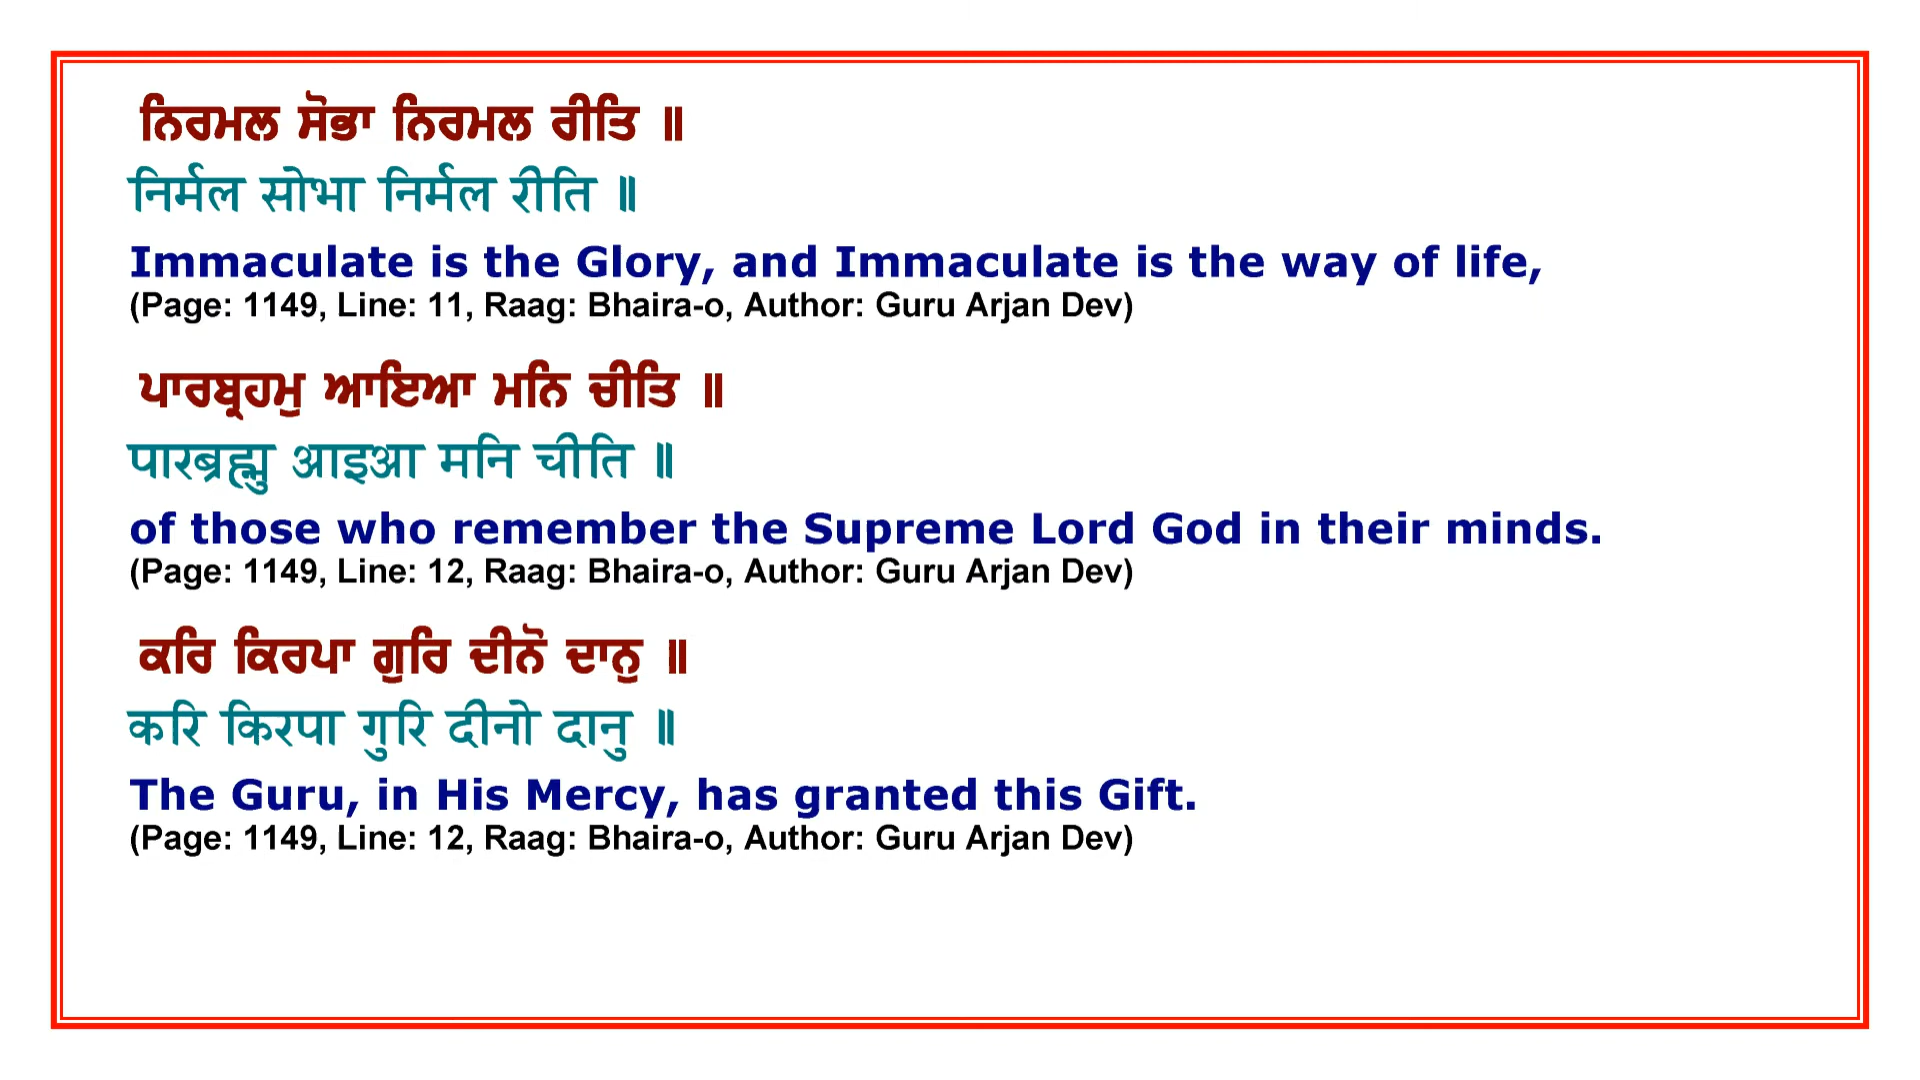 ਨਿਰਮਲ ਸੋਭਾ ਨਿਰਮਲ ਰੀਤਿ ॥
निर्मल सोभा निर्मल रीति ॥
Immaculate is the Glory, and Immaculate is the way of life,
(Page: 1149, Line: 11, Raag: Bhaira-o, Author: Guru Arjan Dev)
ਪਾਰਬ੍ਰਹਮੁ ਆਇਆ ਮਨਿ ਚੀਤਿ ॥
पारब्रह्मु आइआ मनि चीति ॥
of those who remember the Supreme Lord God in their minds.
(Page: 1149, Line: 12, Raag: Bhaira-o, Author: Guru Arjan Dev)
ਕਰਿ ਕਿਰਪਾ ਗੁਰਿ ਦੀਨੋ ਦਾਨੁ ॥
करि किरपा गुरि दीनो दानु ॥
The Guru, in His Mercy, has granted this Gift.
(Page: 1149, Line: 12, Raag: Bhaira-o, Author: Guru Arjan Dev)